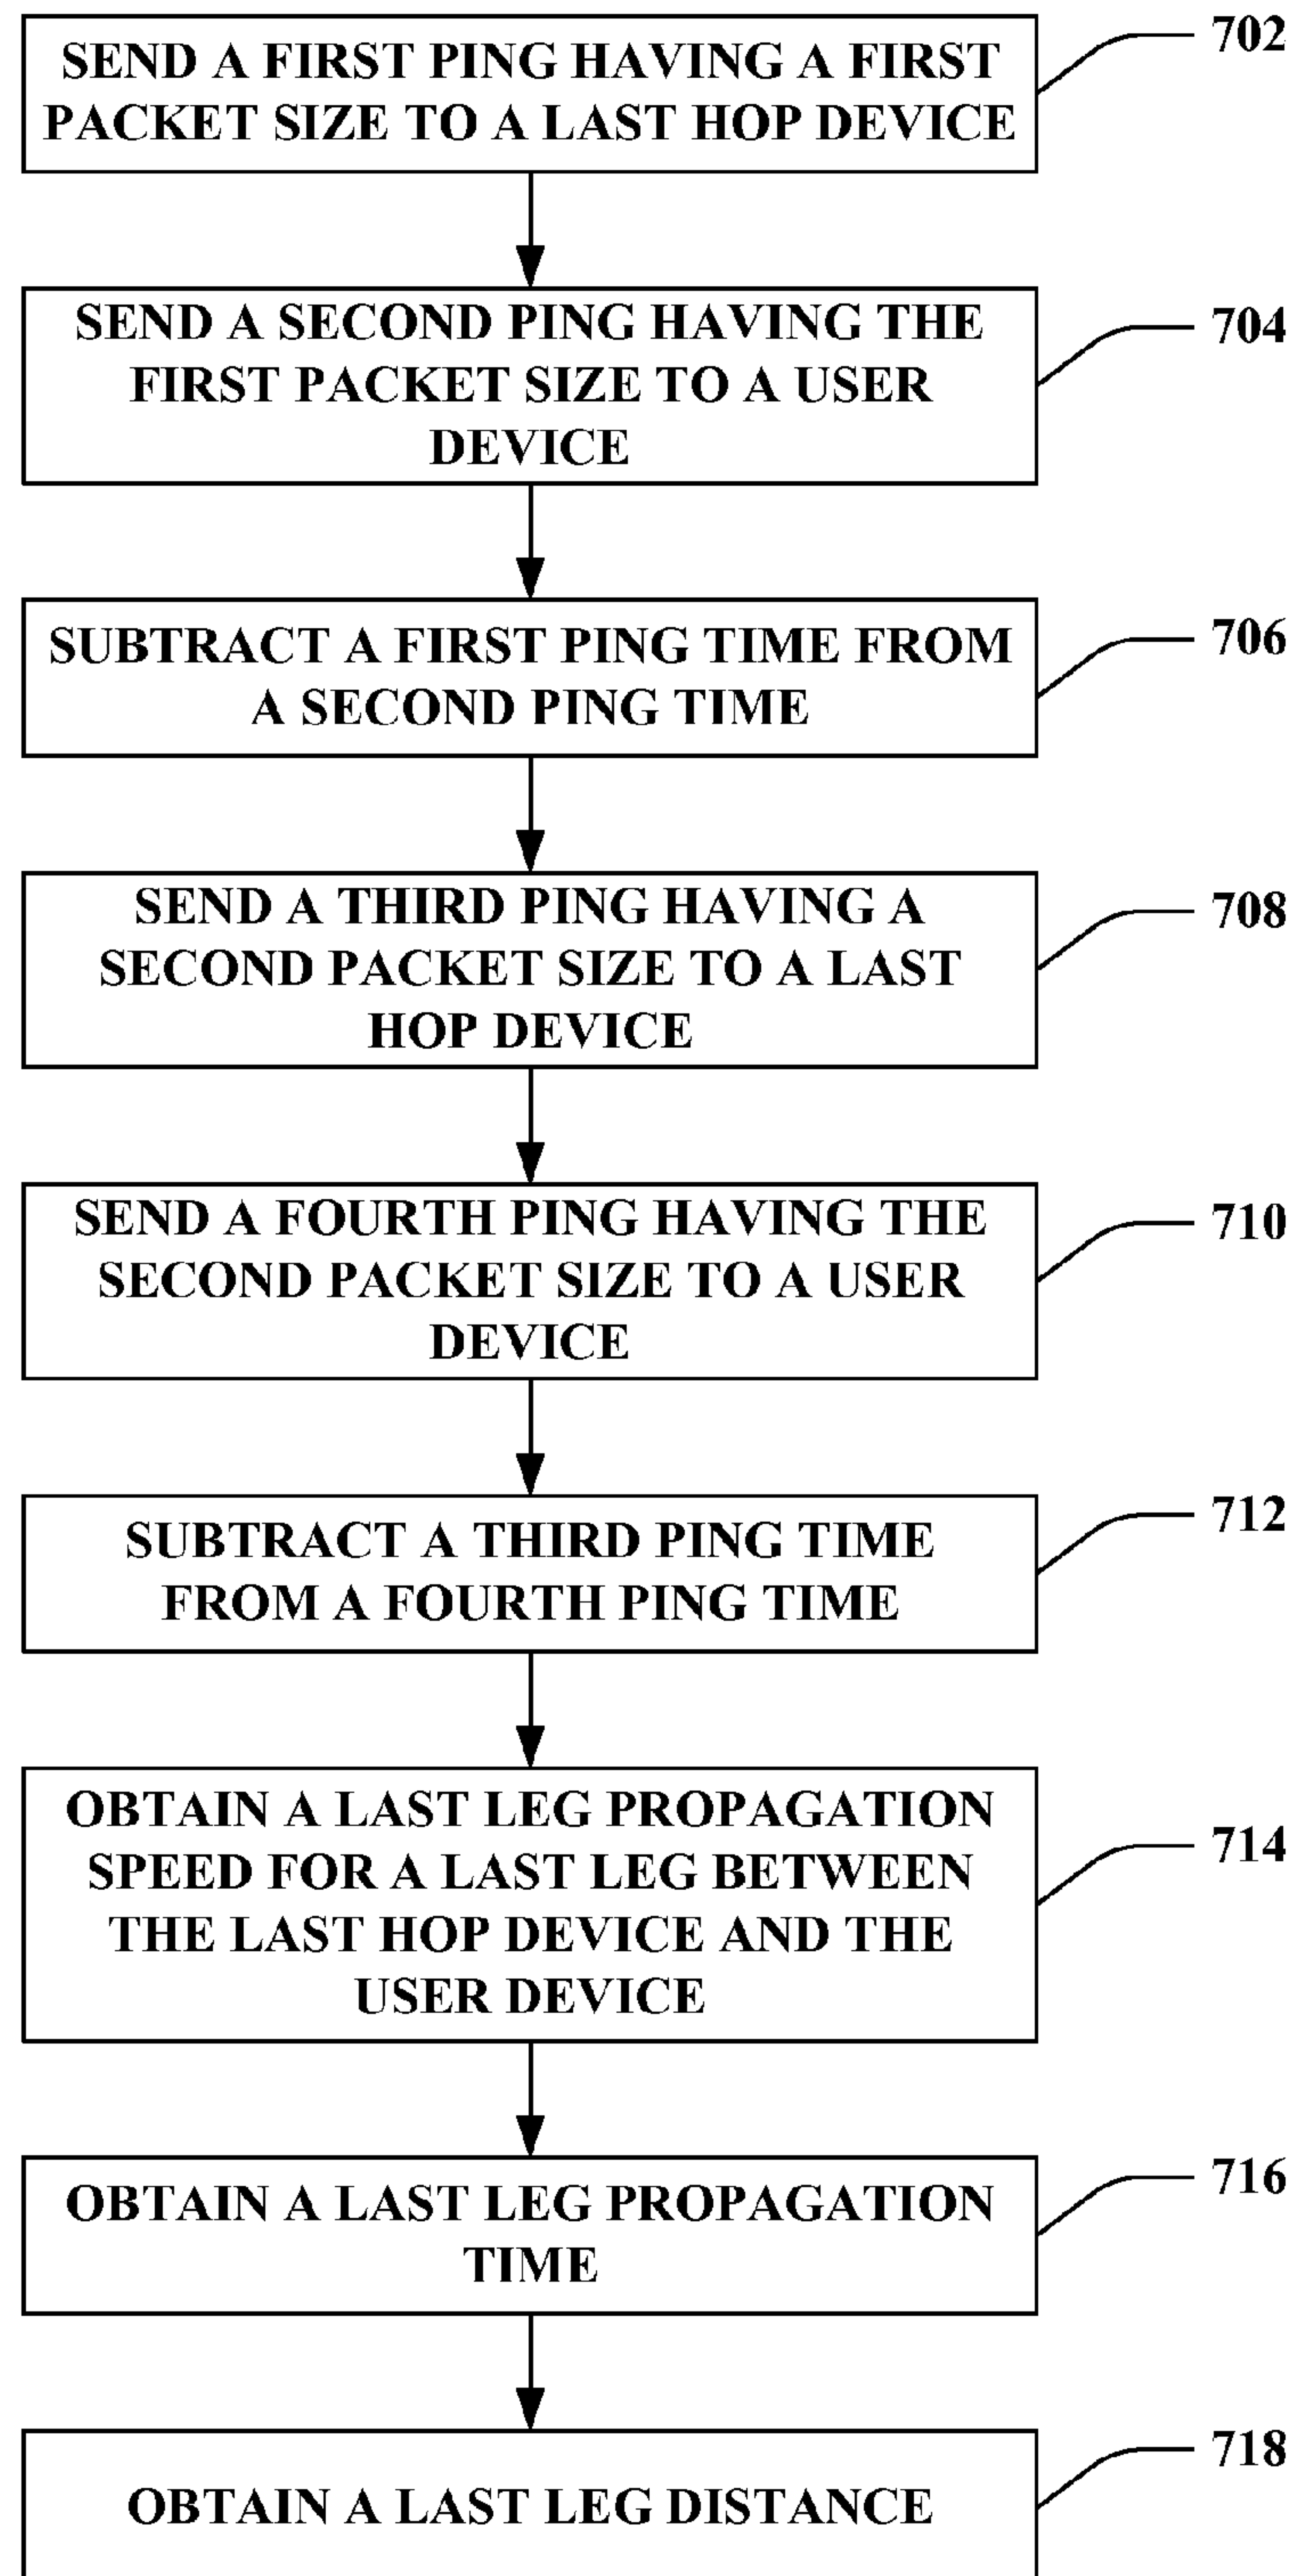 702
SEND A FIRST PING HAVING A FIRST
PACKET SIZE TO A LAST HOP DEVICE
704
SEND A SECOND PING HAVING THE
FIRST PACKET SIZE TO A USER
DEVICE
706
SUBTRACT A FIRST PING TIME FROM
A SECOND PING TIME
708
SEND A THIRD PING HAVING A
SECOND PACKET SIZE TO A LAST
HOP DEVICE
710
SEND A FOURTH PING HAVING THE
SECOND PACKET SIZE TO A USER
DEVICE
712
SUBTRACT A THIRD PING TIME
FROM A FOURTH PING TIME
714
OBTAIN A LAST LEG PROPAGATION
SPEED FOR A LAST LEG BETWEEN
THE LAST HOP DEVICE AND THE
USER DEVICE
716
OBTAIN A LAST LEG PROPAGATION
TIME
718
OBTAIN A LAST LEG DISTANCE